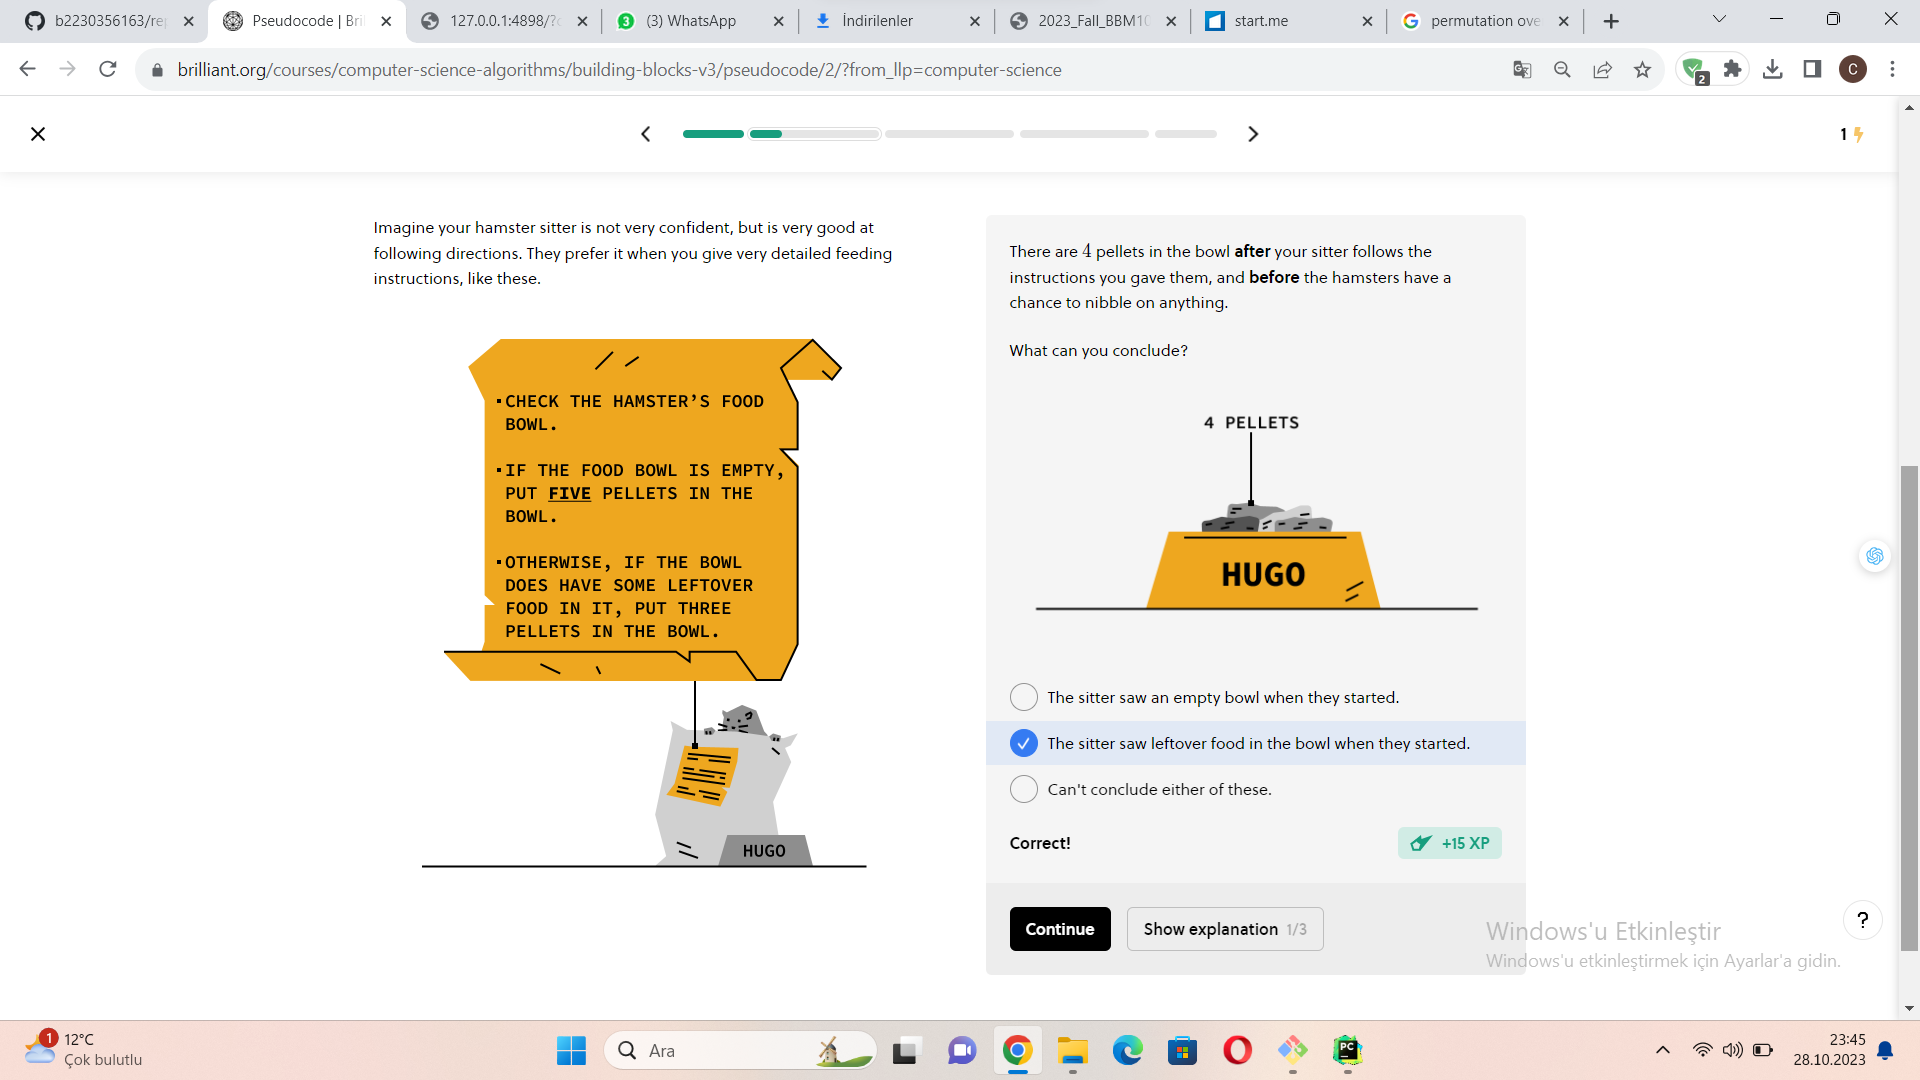 b2230356163/rep
Pseudocode | Bril
127.0.0.1:4898/?c
(3) WhatsApp
İndirilenler
2023_Fall_BBM10
start.me
permutation ove
brilliant.org/courses/computer-science-algorithms/building-blocks-v3/pseudocode/2/?from_llp=computer-science
2
C
1
Imagine your hamster sitter is not very confident, but is very good at
following directions. They prefer it when you give very detailed feeding
instructions, like these.
▪CHECK THE HAMSTER’S FOOD
BOWL.
▪IF THE FOOD BOWL IS EMPTY,
PUT FIVE PELLETS IN THE
BOWL.
▪OTHERWISE, IF THE BOWL
DOES HAVE SOME LEFTOVER
FOOD IN IT, PUT THREE
PELLETS IN THE BOWL.
HUGO
There are 4 pellets in the bowl after your sitter follows the
instructions you gave them, and before the hamsters have a
chance to nibble on anything.
What can you conclude?
4 PELLETS
HUGO
The sitter saw an empty bowl when they started.
The sitter saw leftover food in the bowl when they started.
Can't conclude either of these.
Correct!
+15 XP
Continue
Show explanation 1/3
?
Windows'u Etkinleştir
Windows'u etkinleştirmek için Ayarlar'a gidin.
1
12°C
Çok bulutlu
Ara
PC
23:45
28.10.2023